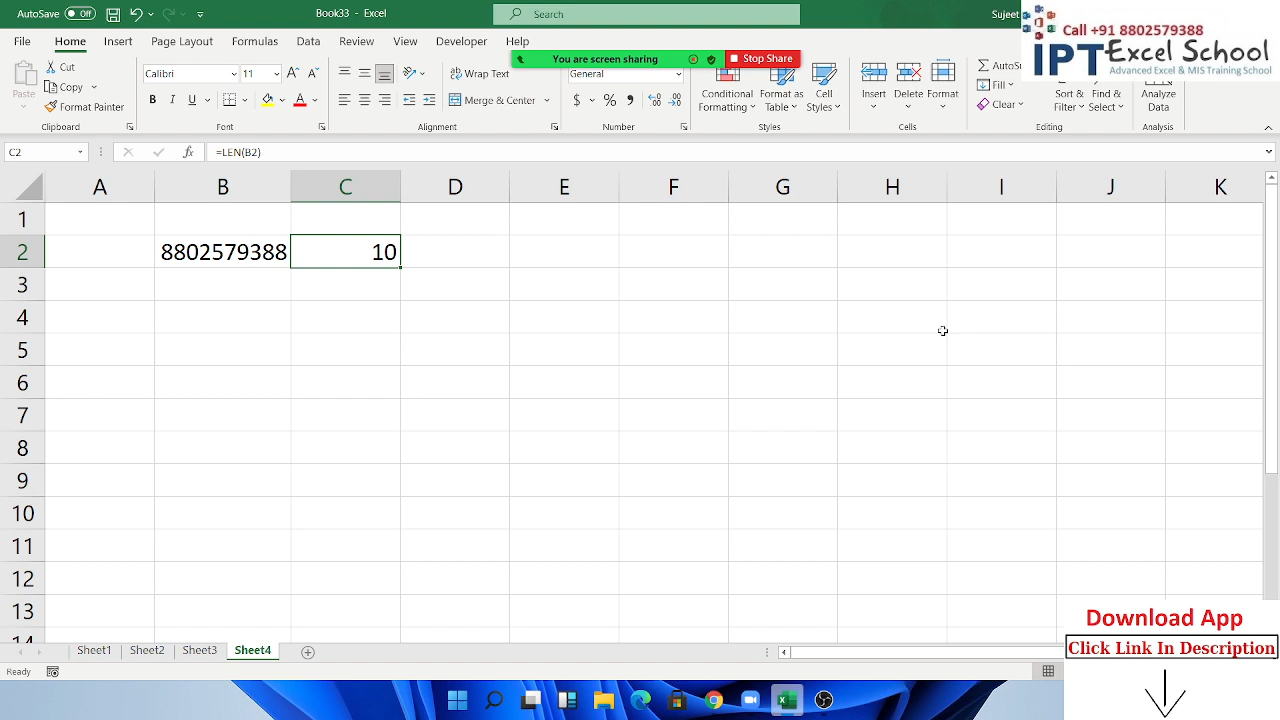 AutoSave Off Book33 - Excel Search Sujeet
Call +91 8802579388
IPT Excel School
Advanced Excel & MIS Training School
File Home Insert Page Layout Formulas Data View Developer
You are screen sharing Stop Share
Paste Cut Copy Format Painter
Calibri 11 A A
B I U A
Wrap Text
Merge & Center
General
$ % ,
Conditional Formatting Format as Table Cell Styles
Insert Delete Format
Fill Clear
Sort & Filter Find & Select
Analyze Data
Clipboard Font Alignment Number Styles Cells Editing Analysis
C2 fx =LEN(B2)
A B C D E F G H I J K
1
2 8802579388 10
3
4
5
6
7
8
9
10
11
12
13
14
Download App
Click Link In Description
Sheet1 Sheet2 Sheet3 Sheet4
Ready